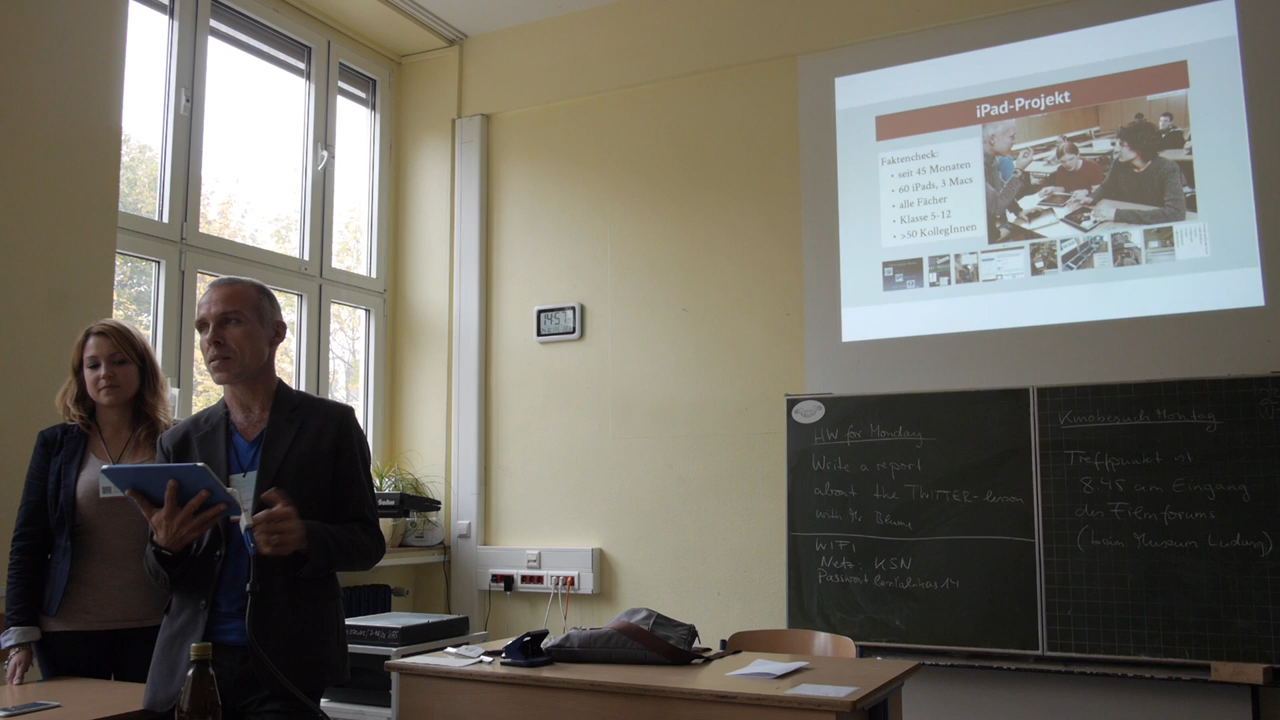 iPad-Projekt
Faktencheck:
• seit 45 Monaten
• 60 iPads, 3 Macs
• alle Fächer
• Klasse 5-12
• >50 KollegInnen
14:57
HW for Monday
Write a report
about the TWITTER-lesson
with Mr Blume
WIFI
Netz: KSN
Passwort
Kinobesuch Montag
Treffpunkt ist
8.45 am Eingang
des Filmforums
(beim Museum Ludwig)